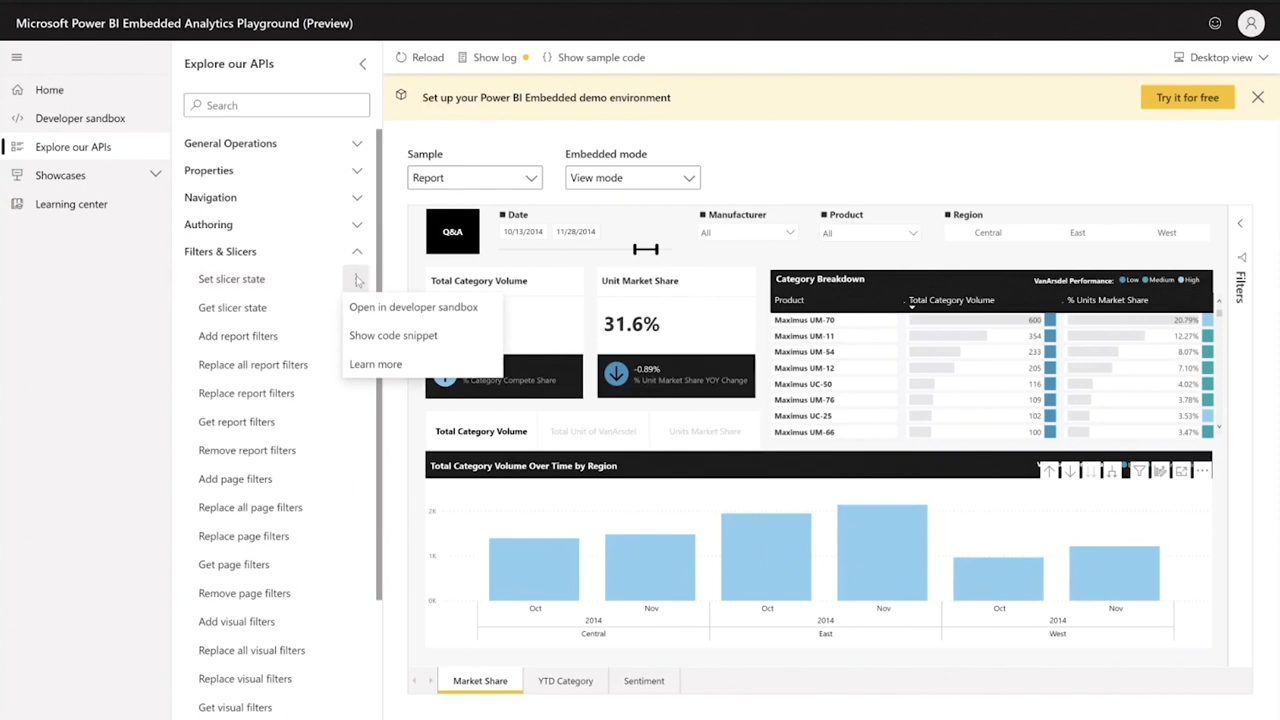 Microsoft Power BI Embedded Analytics Playground (Preview)
Home
Developer sandbox
Explore our APIs
Showcases
Learning center
Explore our APIs
Search
General Operations
Properties
Navigation
Authoring
Filters & Slicers
Set slicer state
Get slicer state
Add report filters
Replace all report filters
Replace report filters
Get report filters
Remove report filters
Add page filters
Replace all page filters
Replace page filters
Get page filters
Remove page filters
Add visual filters
Replace all visual filters
Replace visual filters
Get visual filters
Open in developer sandbox
Show code snippet
Learn more
Reload
Show log
{} Show sample code
Desktop view
Set up your Power BI Embedded demo environment
Try it for free
Sample
Embedded mode
Report
View mode
Q&A
Date
Manufacturer
Product
Region
10/13/2014
11/28/2014
All
All
Central
East
West
Total Category Volume
Unit Market Share
31.6%
% Category Compete Share
-0.89%
% Unit Market Share YOY Change
Category Breakdown
VanArsdel Performance: Low Medium High
Product Total Category Volume % Units Market Share
Maximus UM-70 600 20.79%
Maximus UM-11 354 12.27%
Maximus UM-54 233 8.07%
Maximus UM-12 205 7.10%
Maximus UC-50 116 4.02%
Maximus UM-76 109 3.78%
Maximus UC-25 102 3.53%
Maximus UM-66 100 3.47%
Filters
Total Category Volume
Total Unit of VanArsdel
Units Market Share
Total Category Volume Over Time by Region
2K
1K
0K
Oct Nov Oct Nov Oct Nov
2014 2014 2014
Central East West
Market Share
YTD Category
Sentiment